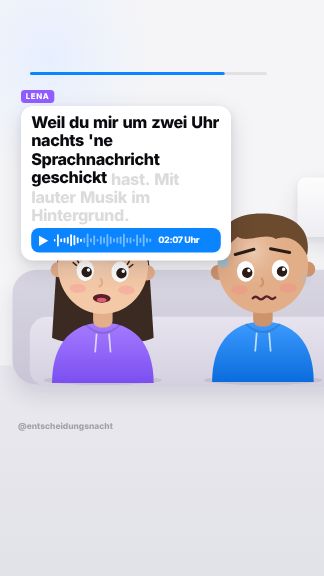 LENA
Weil du mir um zwei Uhr
nachts 'ne
Sprachnachricht
geschickt hast. Mit
lauter Musik im
Hintergrund.
02:07 Uhr
@entscheidungsnacht